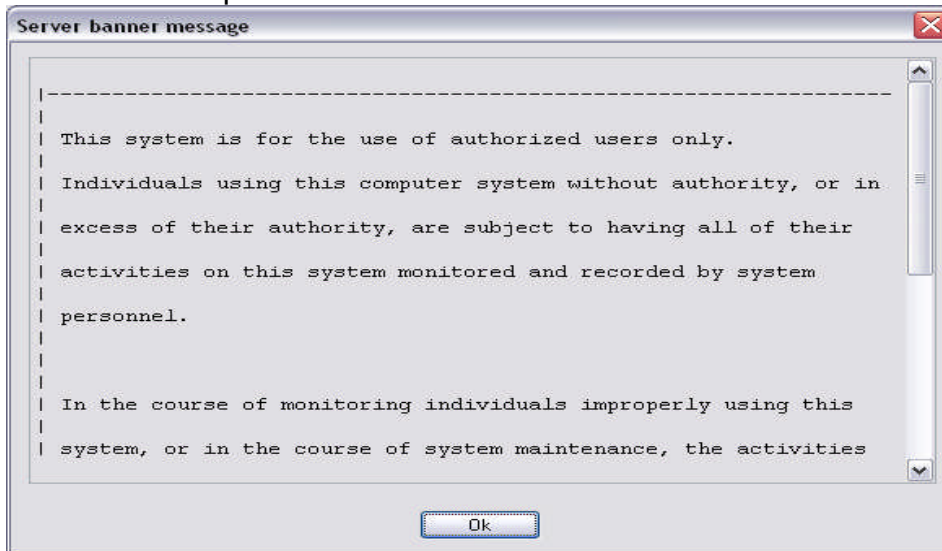 Server banner message
|-----------------------------------------------------------------
|
| This system is for the use of authorized users only.
|
| Individuals using this computer system without authority, or in
|
| excess of their authority, are subject to having all of their
|
| activities on this system monitored and recorded by system
|
| personnel.
|
|
|
| In the course of monitoring individuals improperly using this
|
| system, or in the course of system maintenance, the activities
Ok